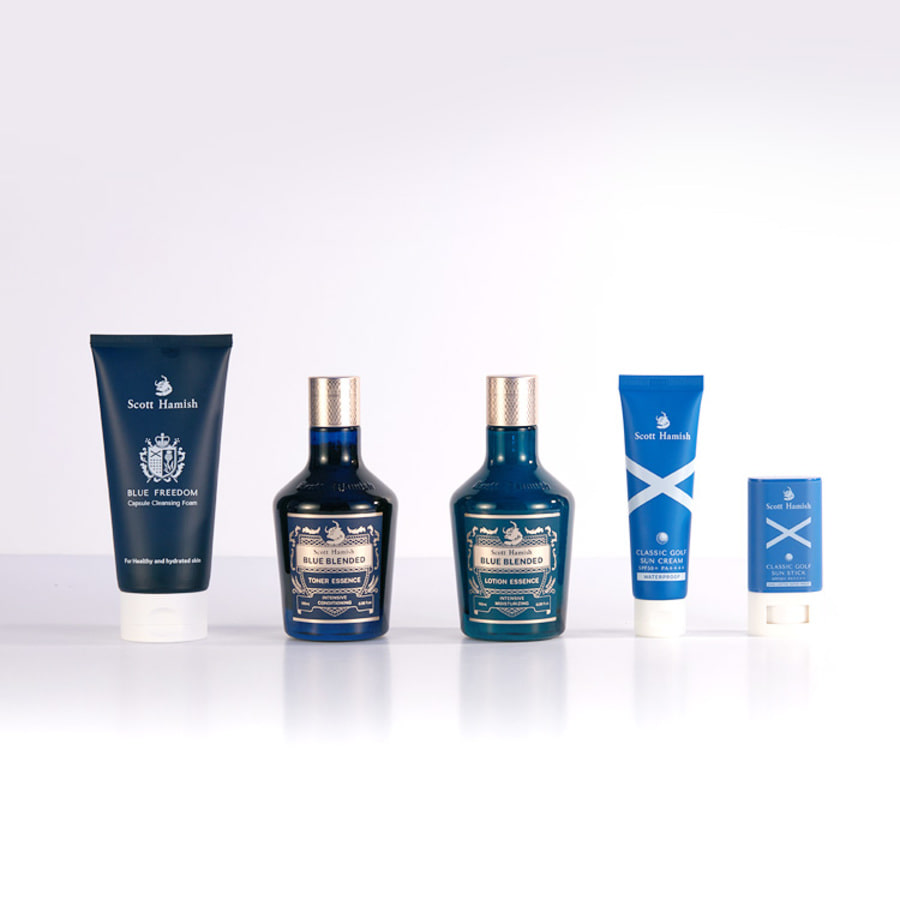 Scott Hamish
BLUE FREEDOM
Capsule Cleansing Foam
For Healthy and hydrated skin
Scott Hamish
BLUE BLENDED
TONER ESSENCE
INTENSIVE
CONDITIONING
Scott Hamish
BLUE BLENDED
LOTION ESSENCE
INTENSIVE
MOISTURIZING
Scott Hamish
CLASSIC GOLF
SUN CREAM
SPF50+ PA++++
WATERPROOF
Scott Hamish
CLASSIC GOLF
SUN STICK